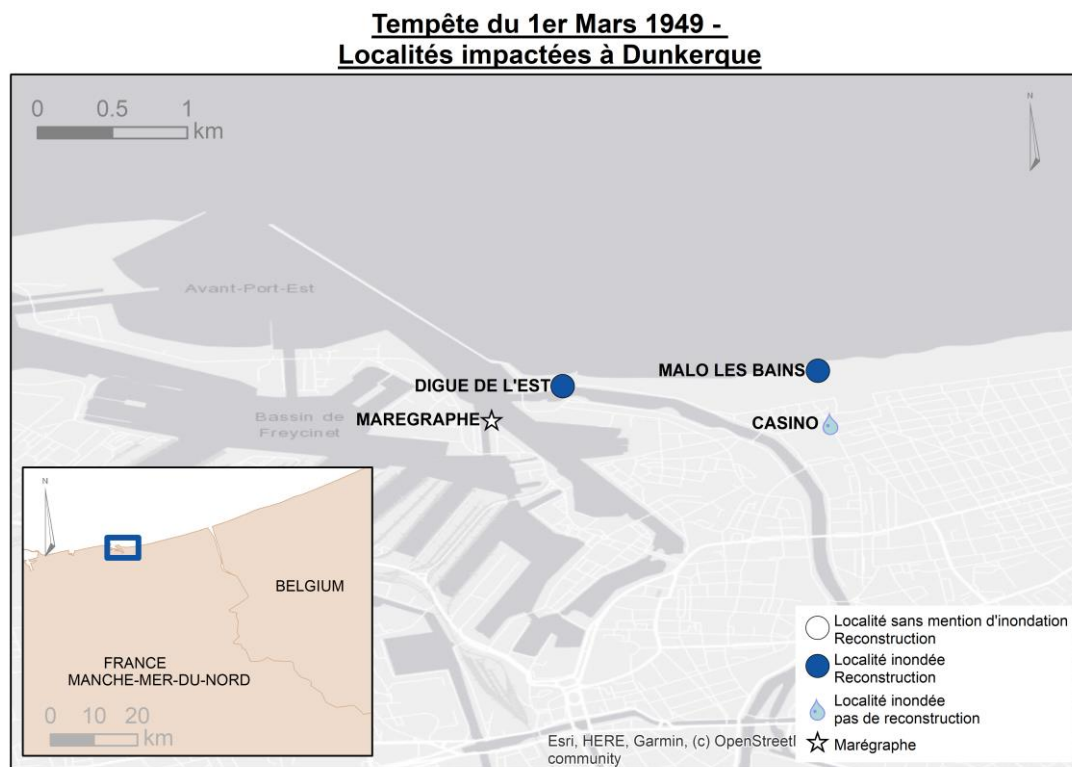 Tempête du 1er Mars 1949 -
Localités impactées à Dunkerque
0 0.5 1
km
N
Avant-Port-Est
MALO LES BAINS
DIGUE DE L'EST
Bassin de
Freycinet
MAREGRAPHE
CASINO
N
BELGIUM
FRANCE
MANCHE-MER-DU-NORD
0 10 20
km
Localité sans mention d'inondation
Reconstruction
Localité inondée
Reconstruction
Localité inondée
pas de reconstruction
Marégraphe
Esri, HERE, Garmin, (c) OpenStreetl
community